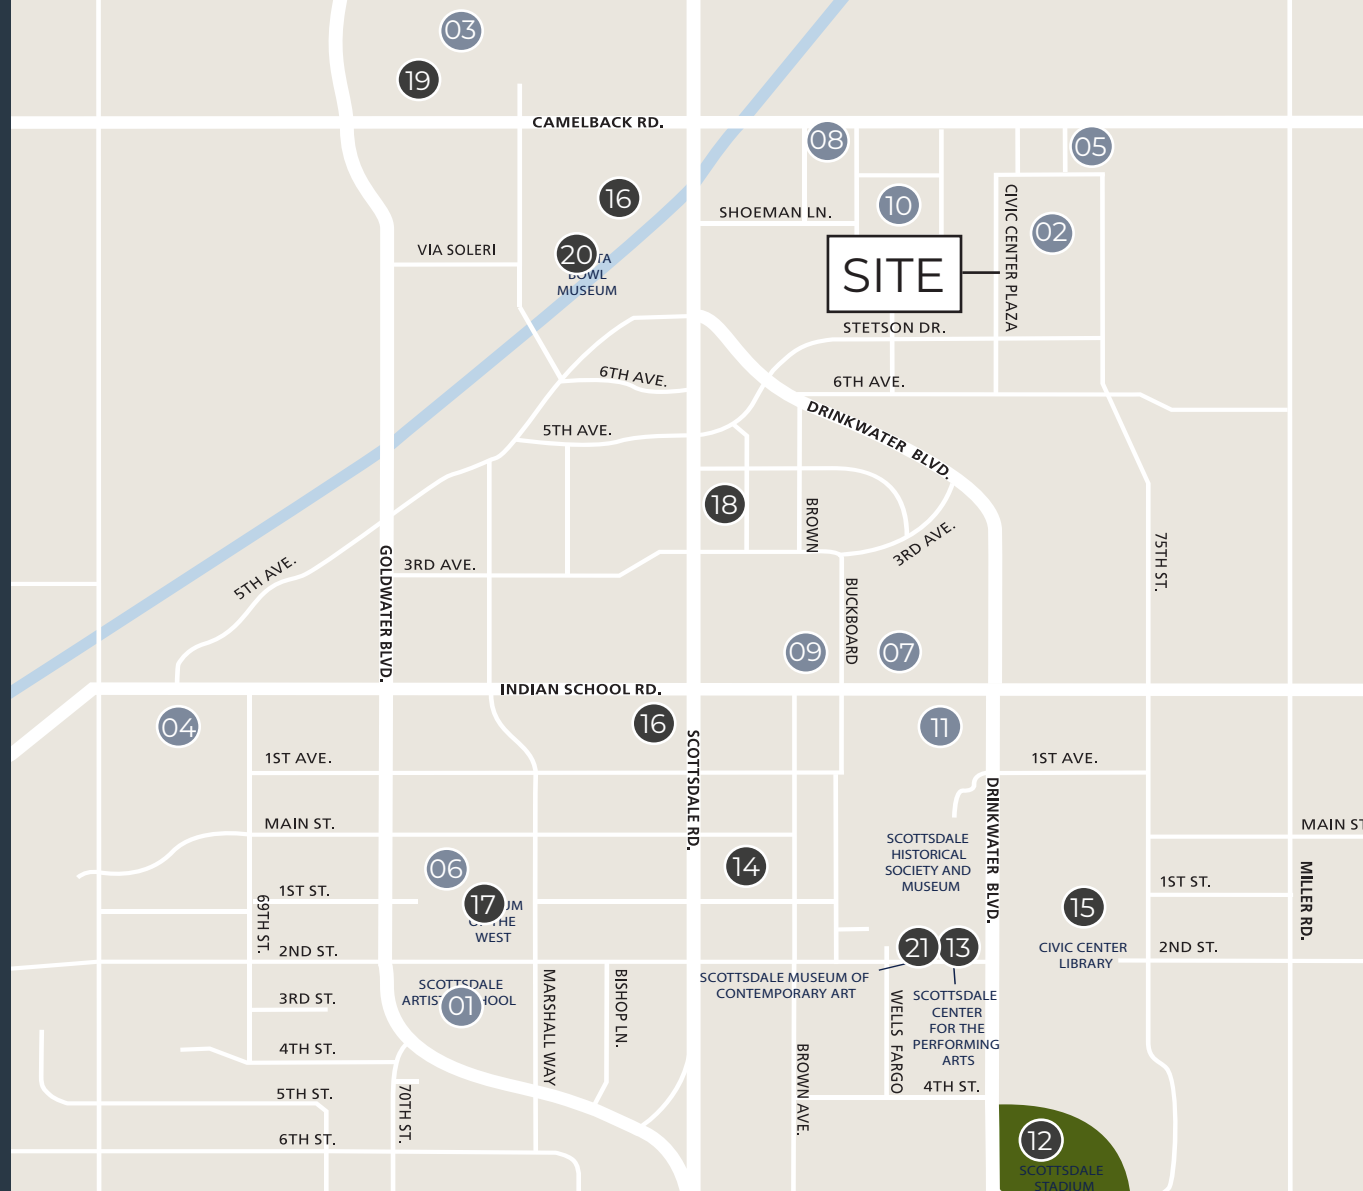 03
19
CAMELBACK RD.
08
05
16
10
SHOEMAN LN.
CIVIC CENTER PLAZA
02
VIA SOLERI
20
BOWL
MUSEUM
SITE
STETSON DR.
6TH AVE.
6TH AVE.
DRINKWATER BLVD.
5TH AVE.
18
BROWN
3RD AVE.
75TH ST.
5TH AVE.
GOLDWATER BLVD.
3RD AVE.
BUCKBOARD
09
07
INDIAN SCHOOL RD.
04
16
11
SCOTTSDALE RD.
1ST AVE.
1ST AVE.
DRINKWATER BLVD.
MAIN ST.
MAIN ST
SCOTTSDALE
HISTORICAL
SOCIETY AND
MUSEUM
06
14
MILLER RD.
1ST ST.
1ST ST.
69TH ST.
17
OF THE
WEST
15
2ND ST.
21
13
CIVIC CENTER
LIBRARY
2ND ST.
SCOTTSDALE
01
SCOTTSDALE MUSEUM OF
CONTEMPORARY ART
MARSHALL WAY
BISHOP LN.
WELLS FARGO
SCOTTSDALE
CENTER
FOR THE
PERFORMING
ARTS
3RD ST.
4TH ST.
BROWN AVE.
4TH ST.
5TH ST.
70TH ST.
6TH ST.
12
SCOTTSDALE
STADIUM